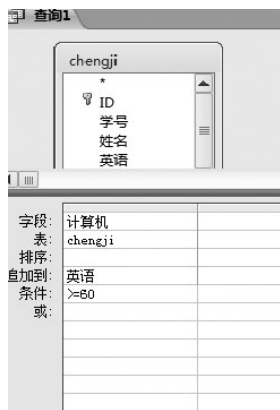 查询1
chengji
*
ID
学号
姓名
英语
字段: 计算机
表: chengji
排序:
追加到: 英语
条件: >=60
或: